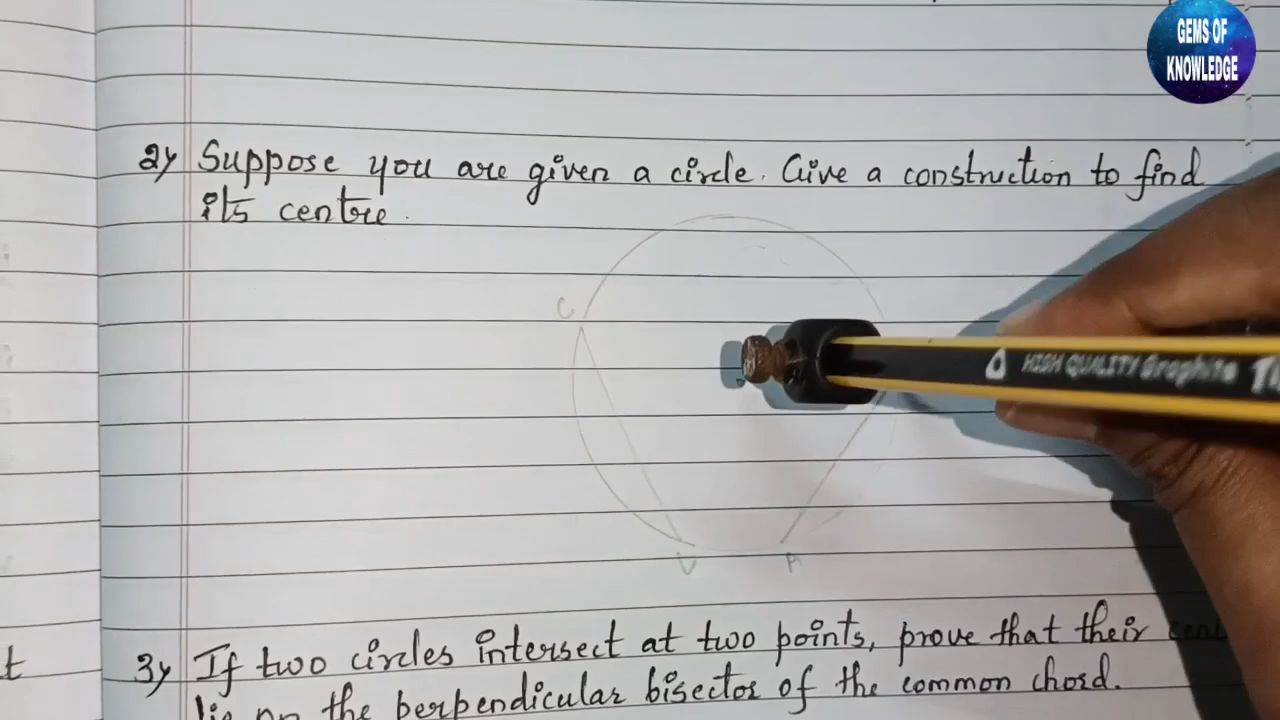 GEMS OF
KNOWLEDGE
2) Suppose you are given a circle. Give a construction to find
its centre.
C
D
A
HIGH QUALITY Graphite
3) If two circles intersect at two points, prove that their
lie on the perpendicular bisector of the common chord.
t